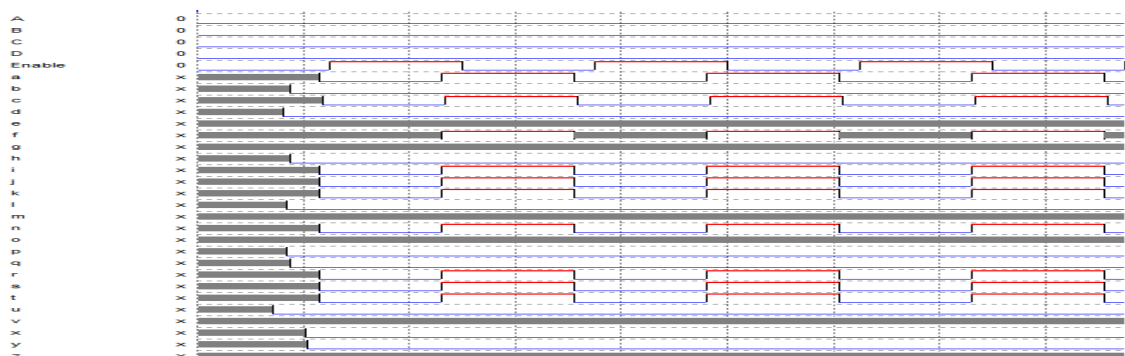 A 0
B 0
C 0
D 0
Enable 0
a x
b x
c x
d x
e x
f x
g x
h x
i x
j x
k x
l x
m x
n x
o x
p x
q x
r x
s x
t x
u x
v x
x x
y x